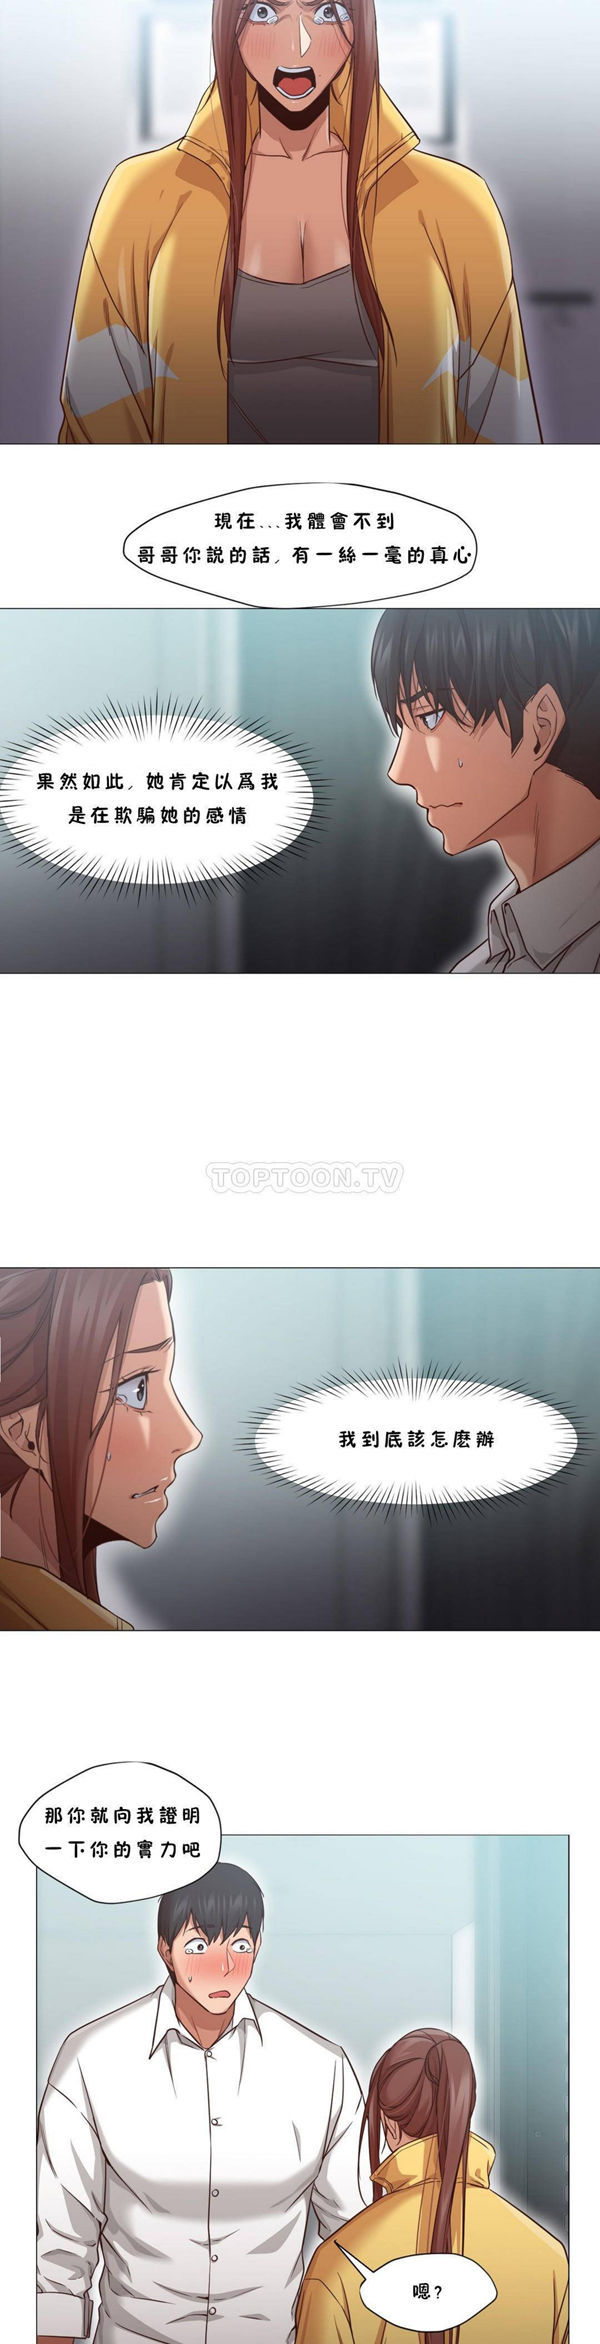 現在...我體會不到
哥哥你說的話, 有一絲一毫的真心
果然如此, 她肯定以爲我
是在欺騙她的感情
TOPTOON.TV
我到底該怎麽辦
那你就向我證明
一下你的實力吧
嗯?